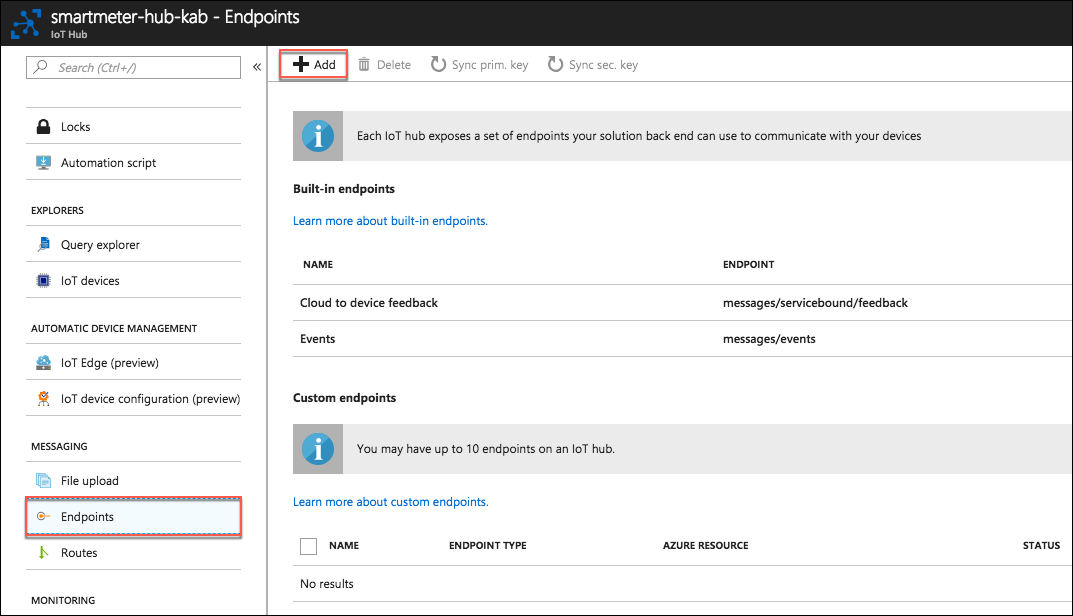 smartmeter-hub-kab - Endpoints
IoT Hub
Search (Ctrl+/)
«
Locks
Automation script
EXPLORERS
Query explorer
IoT devices
AUTOMATIC DEVICE MANAGEMENT
IoT Edge (preview)
IoT device configuration (preview)
MESSAGING
File upload
Endpoints
Routes
MONITORING
Add Delete Sync prim. key Sync sec. key
Each IoT hub exposes a set of endpoints your solution back end can use to communicate with your devices
Built-in endpoints
Learn more about built-in endpoints.
NAME ENDPOINT
Cloud to device feedback messages/servicebound/feedback
Events messages/events
Custom endpoints
You may have up to 10 endpoints on an IoT hub.
Learn more about custom endpoints.
NAME ENDPOINT TYPE AZURE RESOURCE STATUS
No results